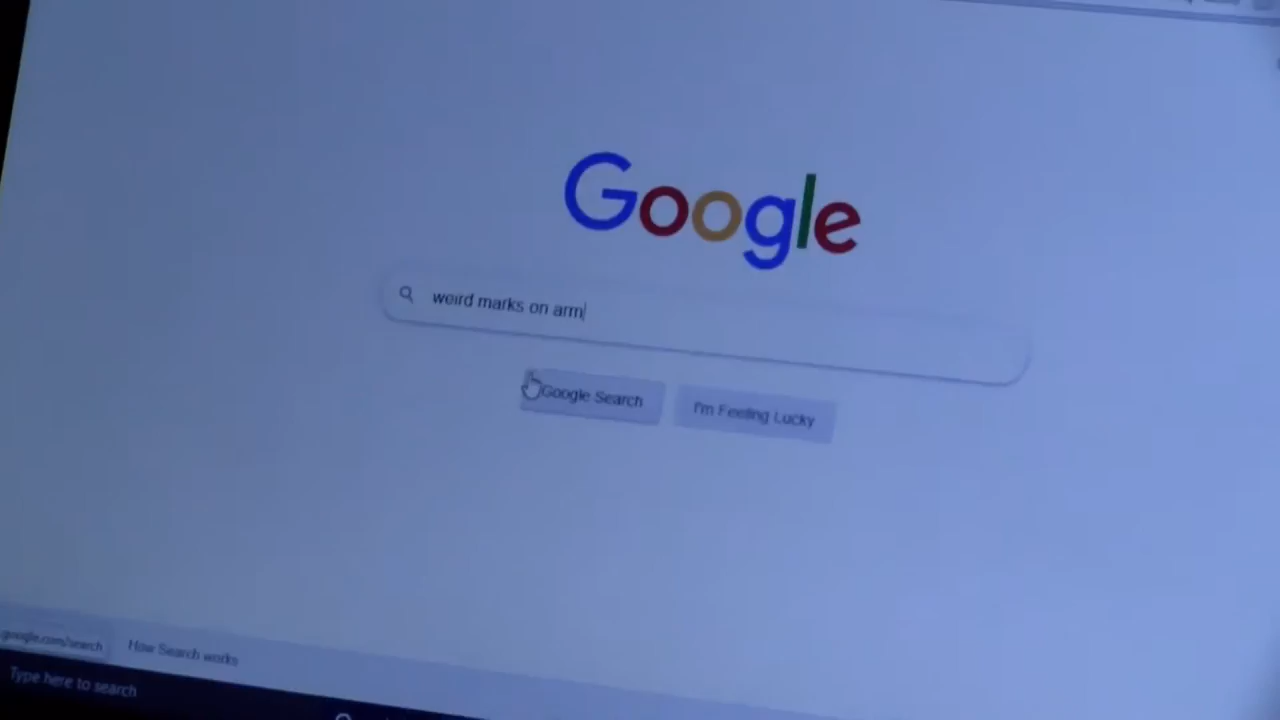 Google
weird marks on arm
Google Search
I'm Feeling Lucky
google.com/search
How Search works
Type here to search